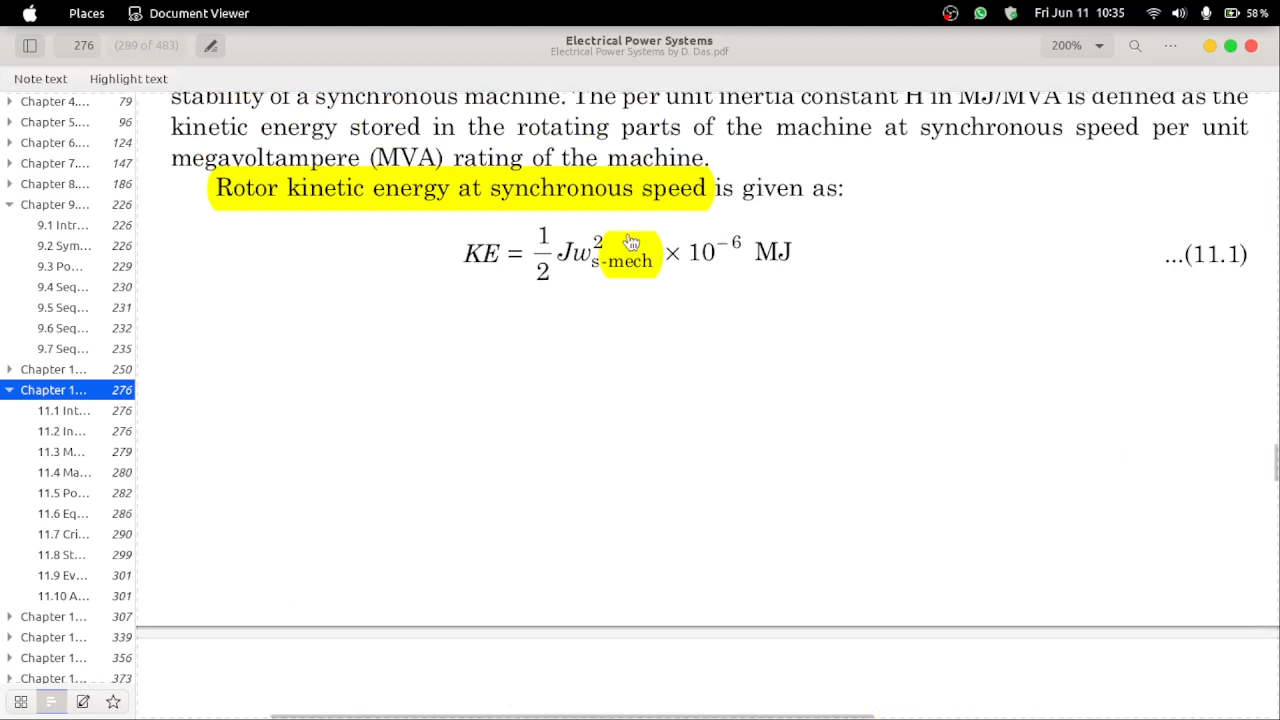 Places Document Viewer Fri Jun 11 10:35 58 %
276 (289 of 483) Electrical Power Systems 200%
Electrical Power Systems by D. Das.pdf
Note text Highlight text
Chapter 4.... 79
Chapter 5.... 96
Chapter 6.... 124
Chapter 7.... 147
Chapter 8.... 186
Chapter 9.... 226
9.1 Intr... 226
9.2 Sym... 226
9.3 Po... 229
9.4 Seq... 230
9.5 Seq... 231
9.6 Seq... 232
9.7 Seq... 235
Chapter 1... 250
Chapter 1... 276
11.1 Int... 276
11.2 In... 276
11.3 M... 279
11.4 Ma... 280
11.5 Po... 282
11.6 Eq... 286
11.7 Cri... 290
11.8 St... 299
11.9 Ev... 301
11.10 A... 301
Chapter 1... 307
Chapter 1... 339
Chapter 1... 356
Chapter 1... 373
stability of a synchronous machine. The per unit inertia constant H in MJ/MVA is defined as the
kinetic energy stored in the rotating parts of the machine at synchronous speed per unit
megavoltampere (MVA) rating of the machine.
Rotor kinetic energy at synchronous speed is given as:
KE = 1/2 Jw²s-mech × 10⁻⁶ MJ ...(11.1)